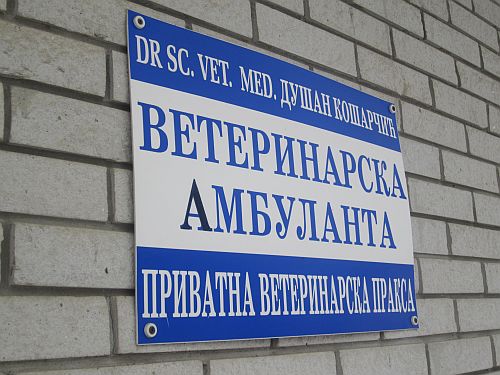 DR SC. VET. MED. ДУШАН КОШАРЧИЋ
ВЕТЕРИНАРСКА
АМБУЛАНТА
ПРИВАТНА ВЕТЕРИНАРСКА ПРАКСА